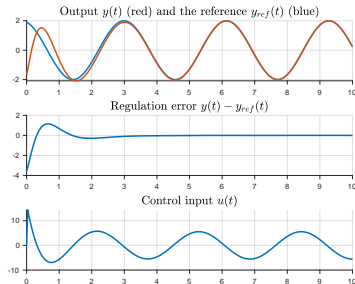 Output y(t) (red) and the reference y_ref(t) (blue)
2
0
-2
0 1 2 3 4 5 6 7 8 9 10
Regulation error y(t) − y_ref(t)
2
0
-2
-4
0 1 2 3 4 5 6 7 8 9 10
Control input u(t)
10
0
-10
0 1 2 3 4 5 6 7 8 9 10